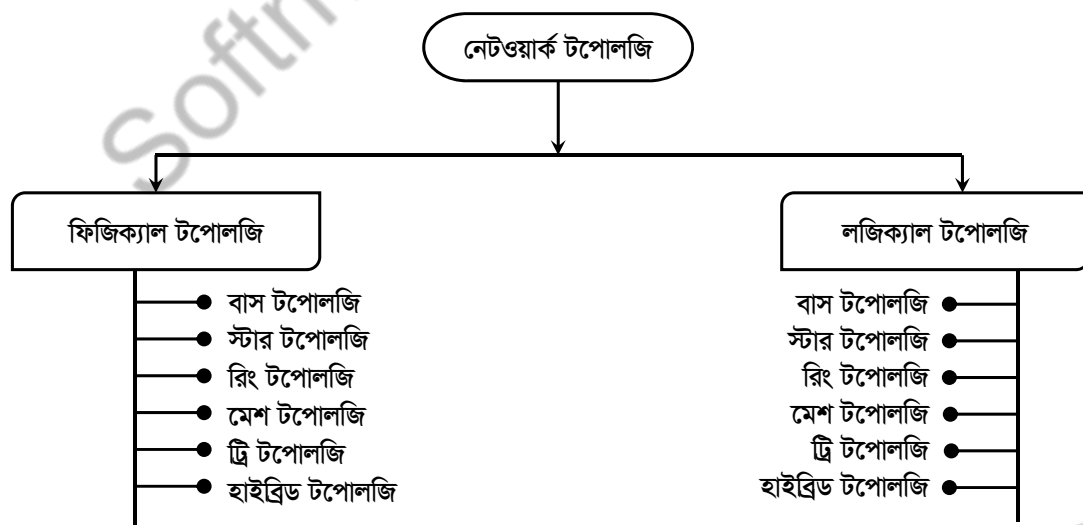 Softm
নেটওয়ার্ক টপোলজি
ফিজিক্যাল টপোলজি
বাস টপোলজি
স্টার টপোলজি
রিং টপোলজি
মেশ টপোলজি
ট্রি টপোলজি
হাইব্রিড টপোলজি
লজিক্যাল টপোলজি
বাস টপোলজি
স্টার টপোলজি
রিং টপোলজি
মেশ টপোলজি
ট্রি টপোলজি
হাইব্রিড টপোলজি